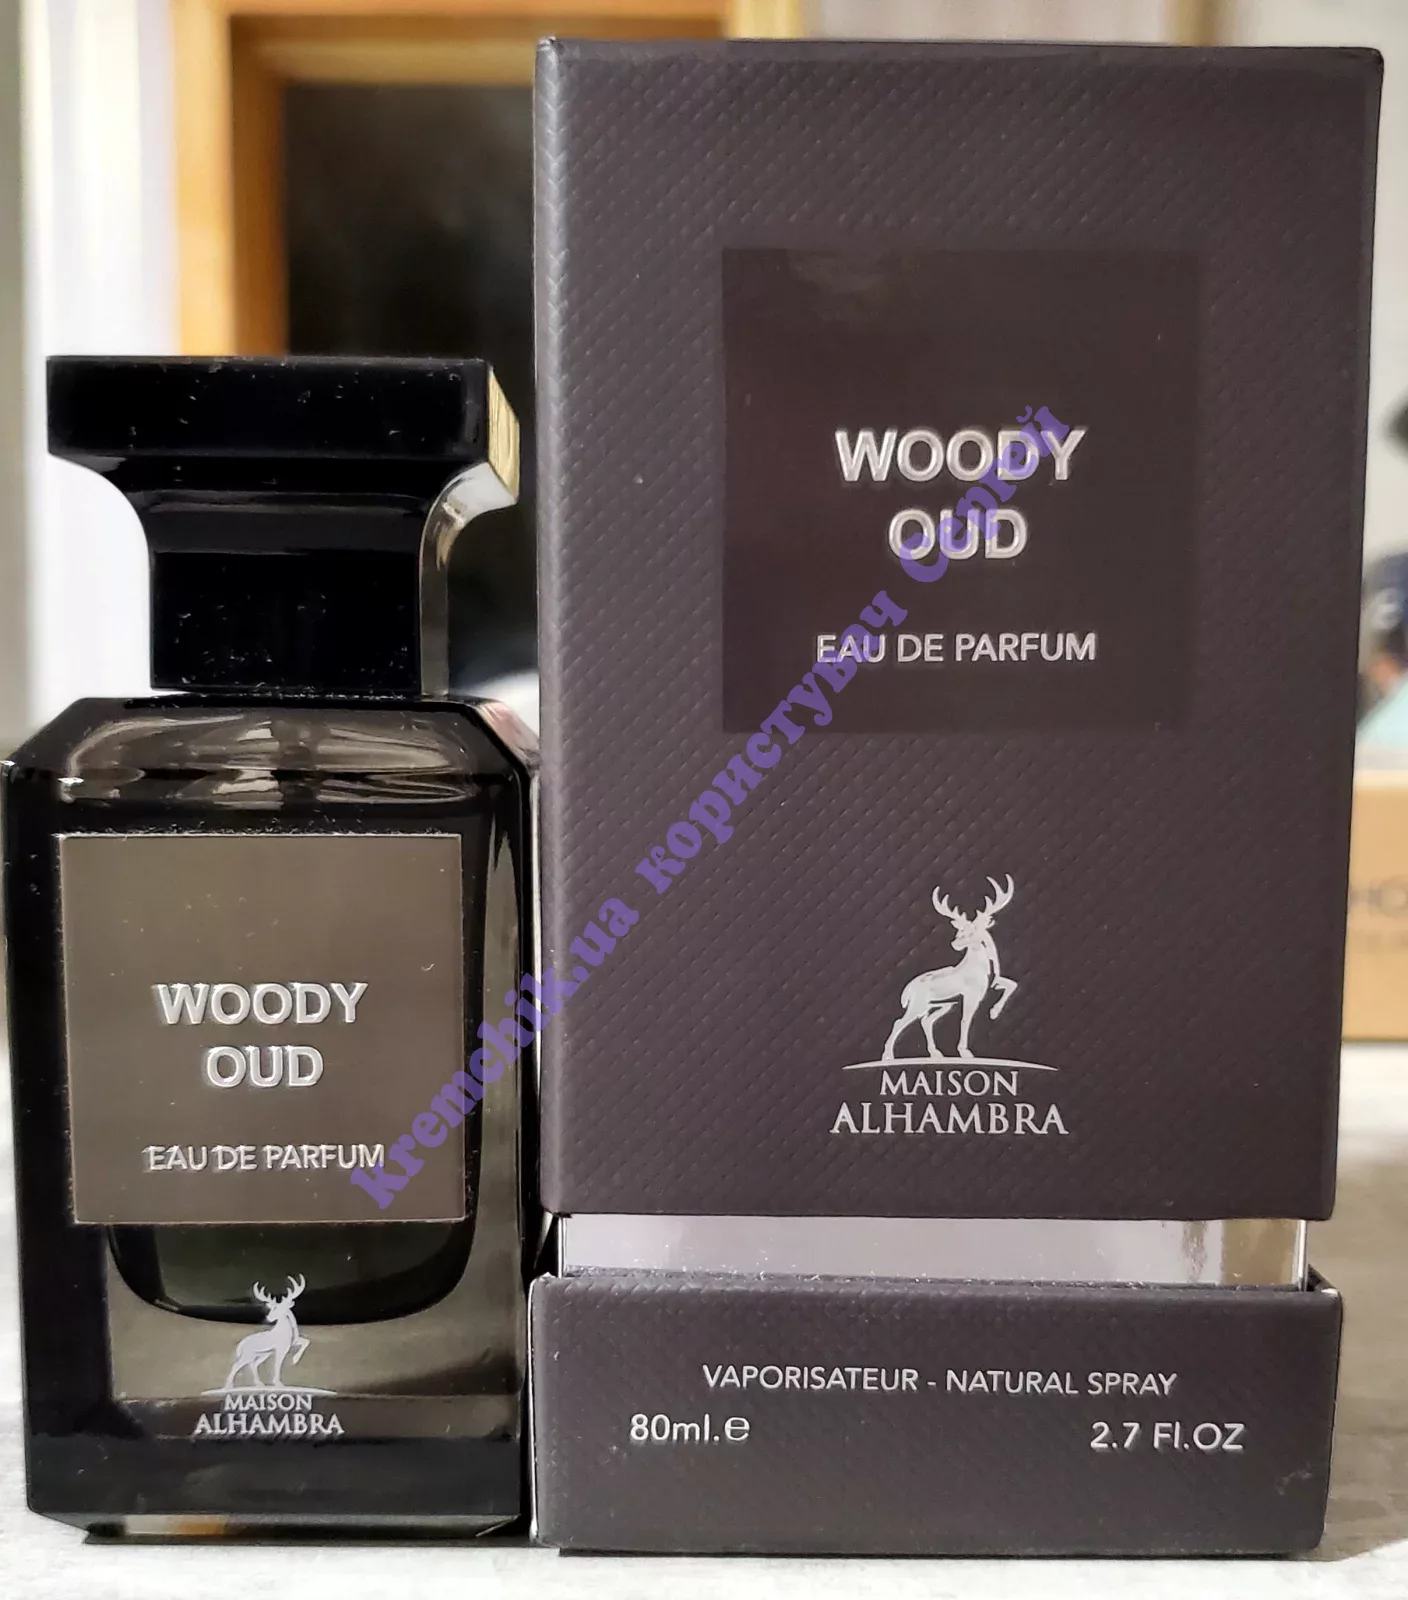 WOODY
OUD
EAU DE PARFUM
MAISON
ALHAMBRA
VAPORISATEUR - NATURAL SPRAY
80ml.e
2.7 Fl.OZ
WOODY
OUD
EAU DE PARFUM
MAISON
ALHAMBRA
kremchik.ua користувач Сергей